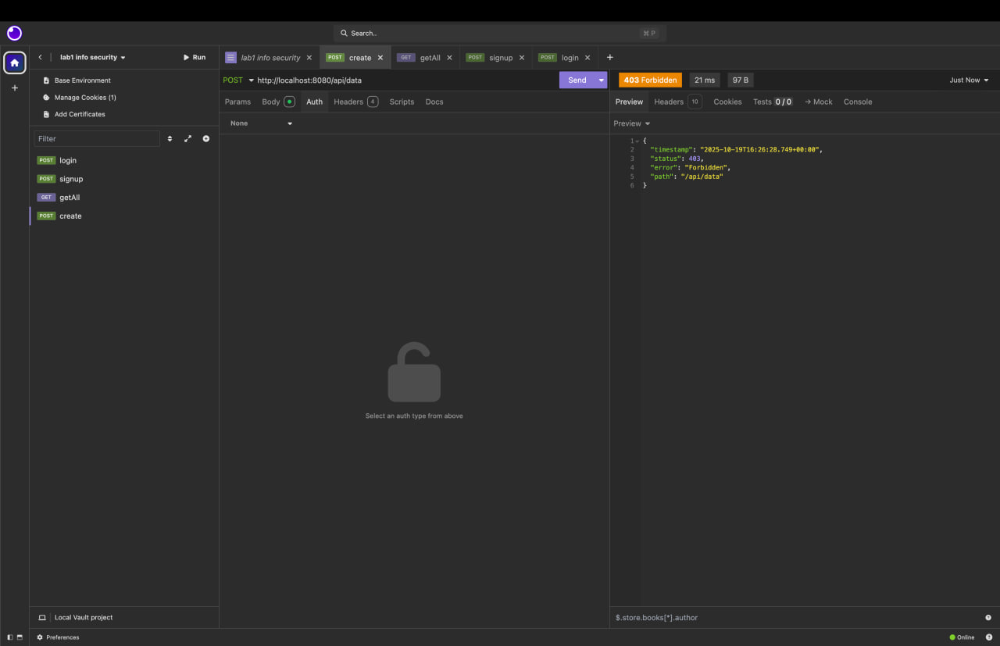 Search..
⌘ P
lab1 info security
Run
lab1 info security
POST create
GET getAll
POST signup
POST login
Base Environment
Manage Cookies (1)
Add Certificates
Filter
POST login
POST signup
GET getAll
POST create
POST http://localhost:8080/api/data
Send
Params Body Auth Headers 4 Scripts Docs
None
Select an auth type from above
403 Forbidden 21 ms 97 B
Just Now
Preview Headers 10 Cookies Tests 0 / 0 → Mock Console
Preview
1 {
2 "timestamp": "2025-10-19T16:26:28.749+00:00",
3 "status": 403,
4 "error": "Forbidden",
5 "path": "/api/data"
6 }
Local Vault project
$.store.books[*].author
Preferences
Online